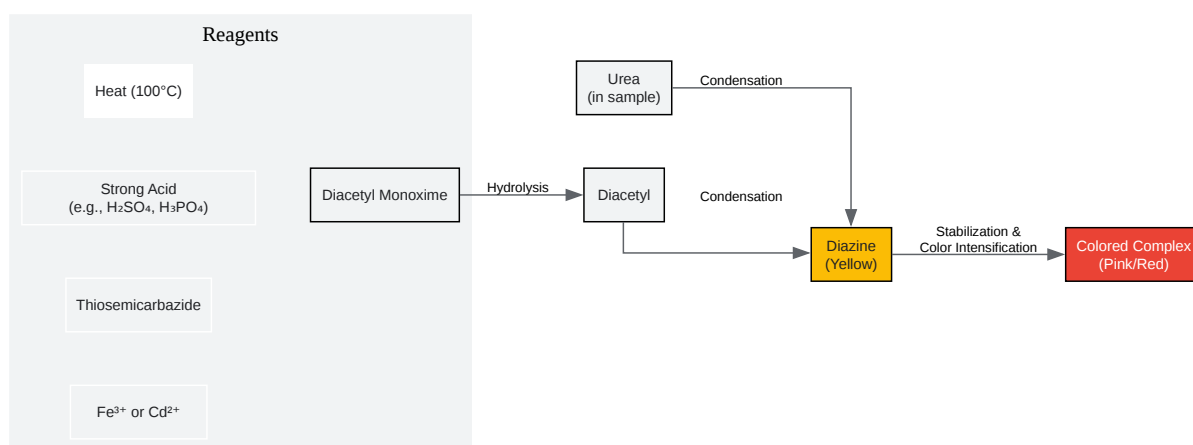 Reagents
Heat (100°C)
Strong Acid
(e.g., H₂SO₄, H₃PO₄)
Thiosemicarbazide
Fe³⁺ or Cd²⁺
Diacetyl Monoxime
Hydrolysis
Urea
(in sample)
Condensation
Diacetyl
Condensation
Diazine
(Yellow)
Stabilization &
Color Intensification
Colored Complex
(Pink/Red)